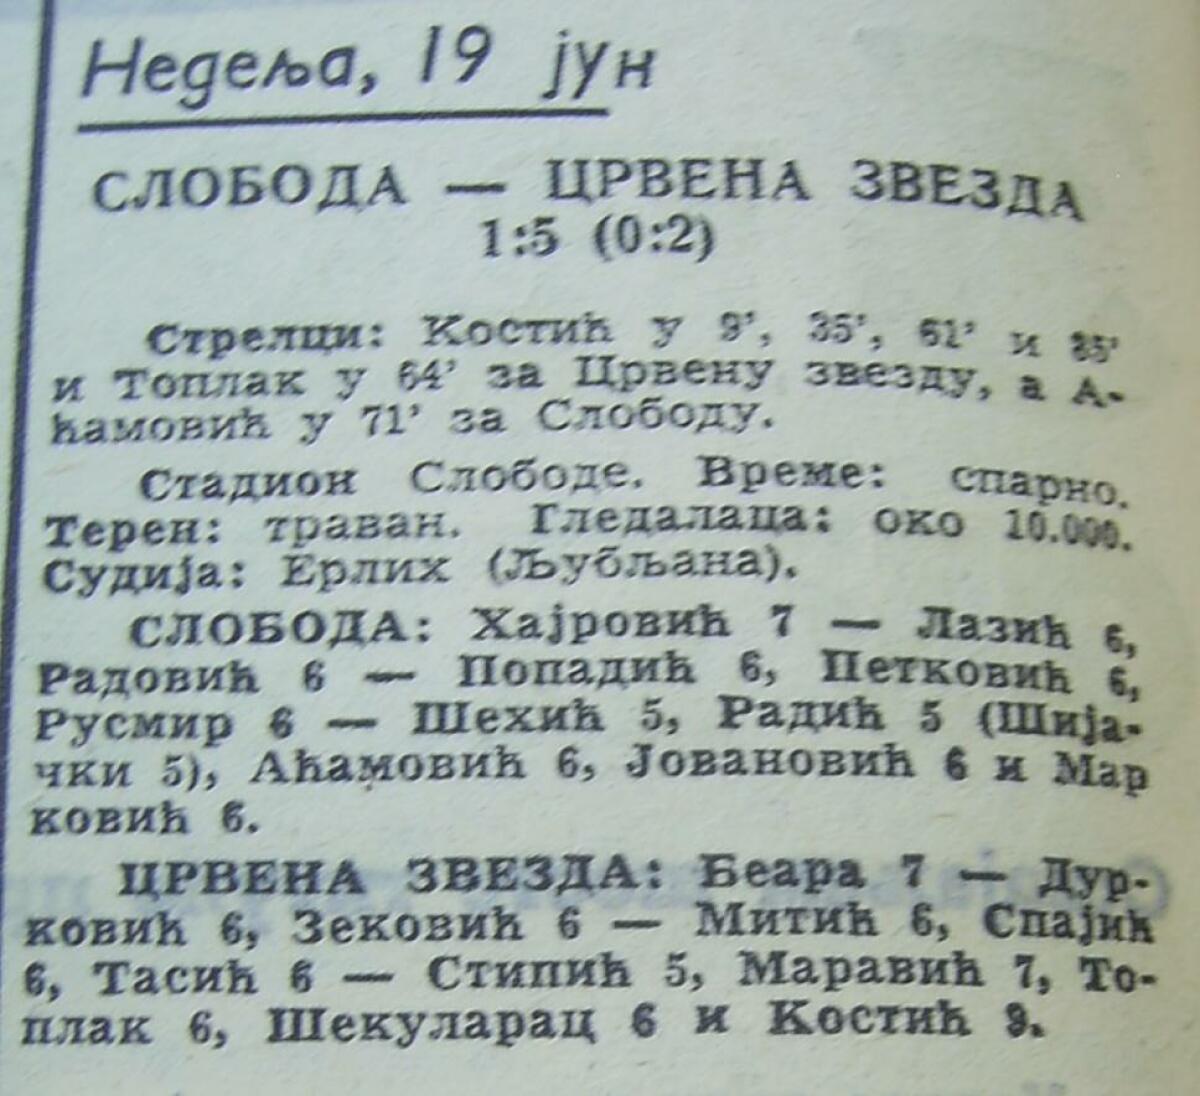 Недеља, 19 јун
СЛОБОДА — ЦРВЕНА ЗВЕЗДА
1:5 (0:2)
Стрелци: Костић у 9’, 35’, 61’ и 85’
и Топлак у 64’ за Црвену звезду, а А-
ћамовић у 71’ за Слободу.
Стадион Слободе. Време: спарно.
Терен: траван. Гледалаца: око 10.000.
Судија: Ерлих (Љубљана).
СЛОБОДА: Хајровић 7 — Лазић 6,
Радовић 6 — Попадић 6, Петковић 6,
Русмир 6 — Шехић 5, Радић 5 (Шија-
чки 5), Аћамовић 6, Јовановић 6 и Мар
ковић 6.
ЦРВЕНА ЗВЕЗДА: Беара 7 — Дур-
ковић 6, Зековић 6 — Митић 6, Спајић
6, Тасић 6 — Стипић 5, Маравић 7, То-
плак 6, Шекуларац 6 и Костић 9.